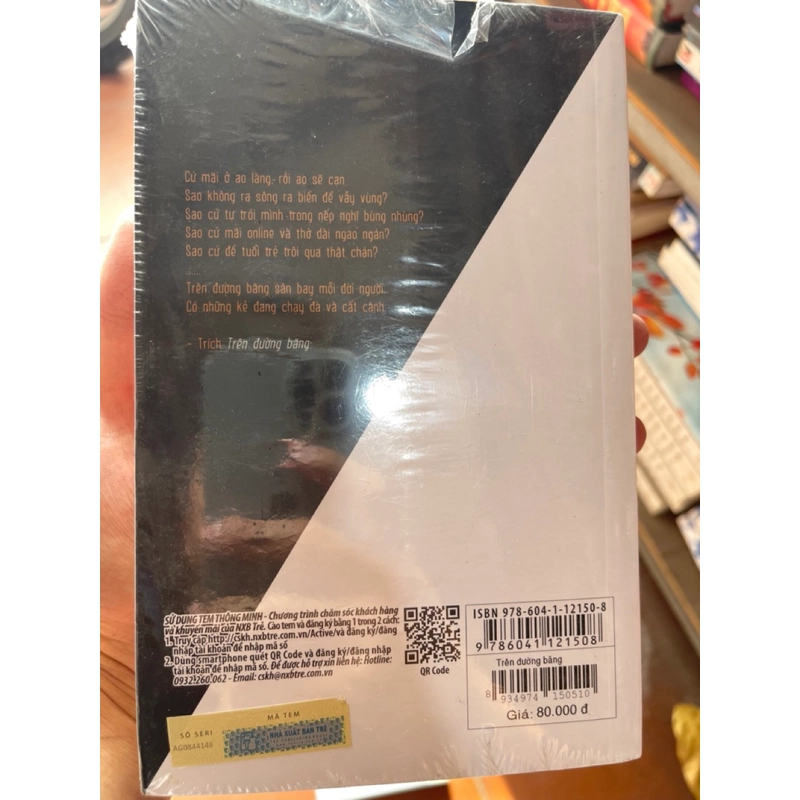 Cứ mãi ở ao làng, rồi ao sẽ cạn
Sao không ra sông ra biển để vẫy vùng?
Sao cứ tự trói mình trong nếp nghĩ bùng nhùng?
Sao cứ mãi online và thở dài ngao ngán?
Sao cứ để tuổi trẻ trôi qua thật chán?
......
Trên đường băng sân bay mỗi đời người
Có những kẻ đang chạy đà và cất cánh
- Trích Trên đường băng-
SỬ DỤNG TEM THÔNG MINH - Chương trình chăm sóc khách hàng
và khuyến mãi của NXB Trẻ. Cào tem và đăng ký bằng 1 trong 2 cách:
1. Truy cập http://cskh.nxbtre.com.vn/Active/và đăng ký/đăng
nhập tài khoản để nhập mã số
2. Dùng smartphone quét QR Code và đăng ký/đăng nhập
tài khoản để nhập mã số. Để được hỗ trợ xin liên hệ: Hotline:
0932.260.062 - Email: cskh@nxbtre.com.vn
QR Code
ISBN 978-604-1-12150-8
9 786041 121508
Trên đường băng
8 934974 150510
Giá: 80.000 đ
SỐ SERI
AG0844148
MÃ TEM
NHÀ XUẤT BẢN TRẺ